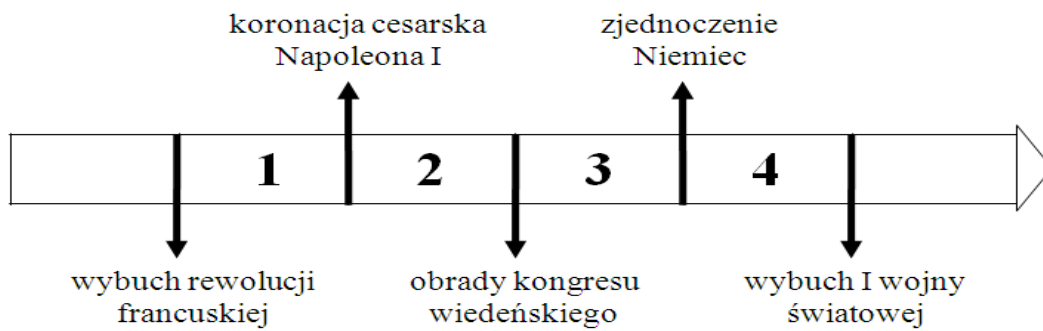 koronacja cesarska
Napoleona I
zjednoczenie
Niemiec
1 2 3 4
wybuch rewolucji
francuskiej
obrady kongresu
wiedeńskiego
wybuch I wojny
światowej